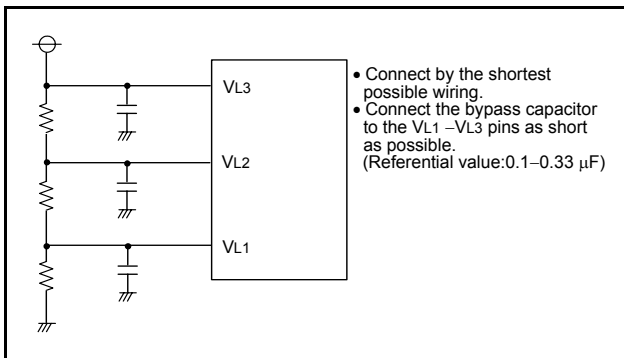 VL3
• Connect by the shortest
possible wiring.
• Connect the bypass capacitor
to the VL1 –VL3 pins as short
as possible.
(Referential value:0.1–0.33 μF)
VL2
VL1